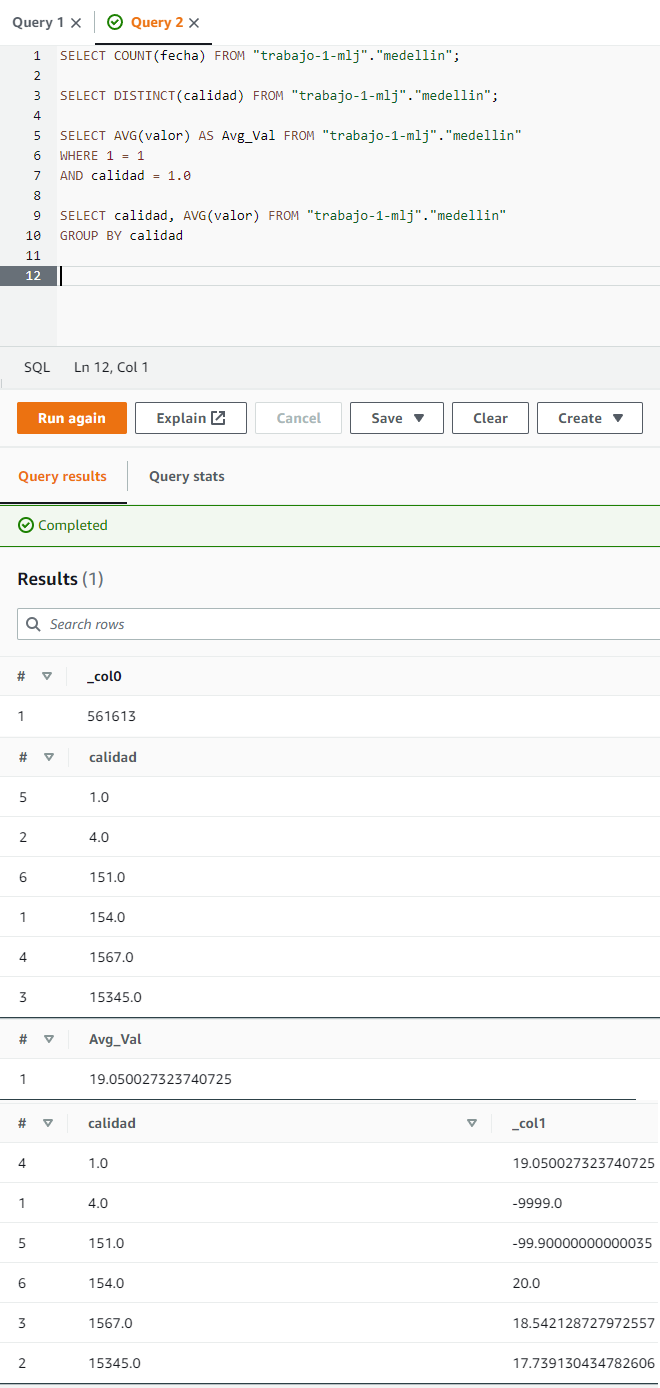 Query 1 Query 2
1 SELECT COUNT(fecha) FROM "trabajo-1-mlj"."medellin";
2
3 SELECT DISTINCT(calidad) FROM "trabajo-1-mlj"."medellin";
4
5 SELECT AVG(valor) AS Avg_Val FROM "trabajo-1-mlj"."medellin"
6 WHERE 1 = 1
7 AND calidad = 1.0
8
9 SELECT calidad, AVG(valor) FROM "trabajo-1-mlj"."medellin"
10 GROUP BY calidad
11
12
SQL Ln 12, Col 1
Run again Explain Cancel Save Clear Create
Query results Query stats
Completed
Results (1)
Search rows
# _col0
1 561613
# calidad
5 1.0
2 4.0
6 151.0
1 154.0
4 1567.0
3 15345.0
# Avg_Val
1 19.050027323740725
# calidad _col1
4 1.0 19.050027323740725
1 4.0 -9999.0
5 151.0 -99.90000000000035
6 154.0 20.0
3 1567.0 18.542128727972557
2 15345.0 17.739130434782606